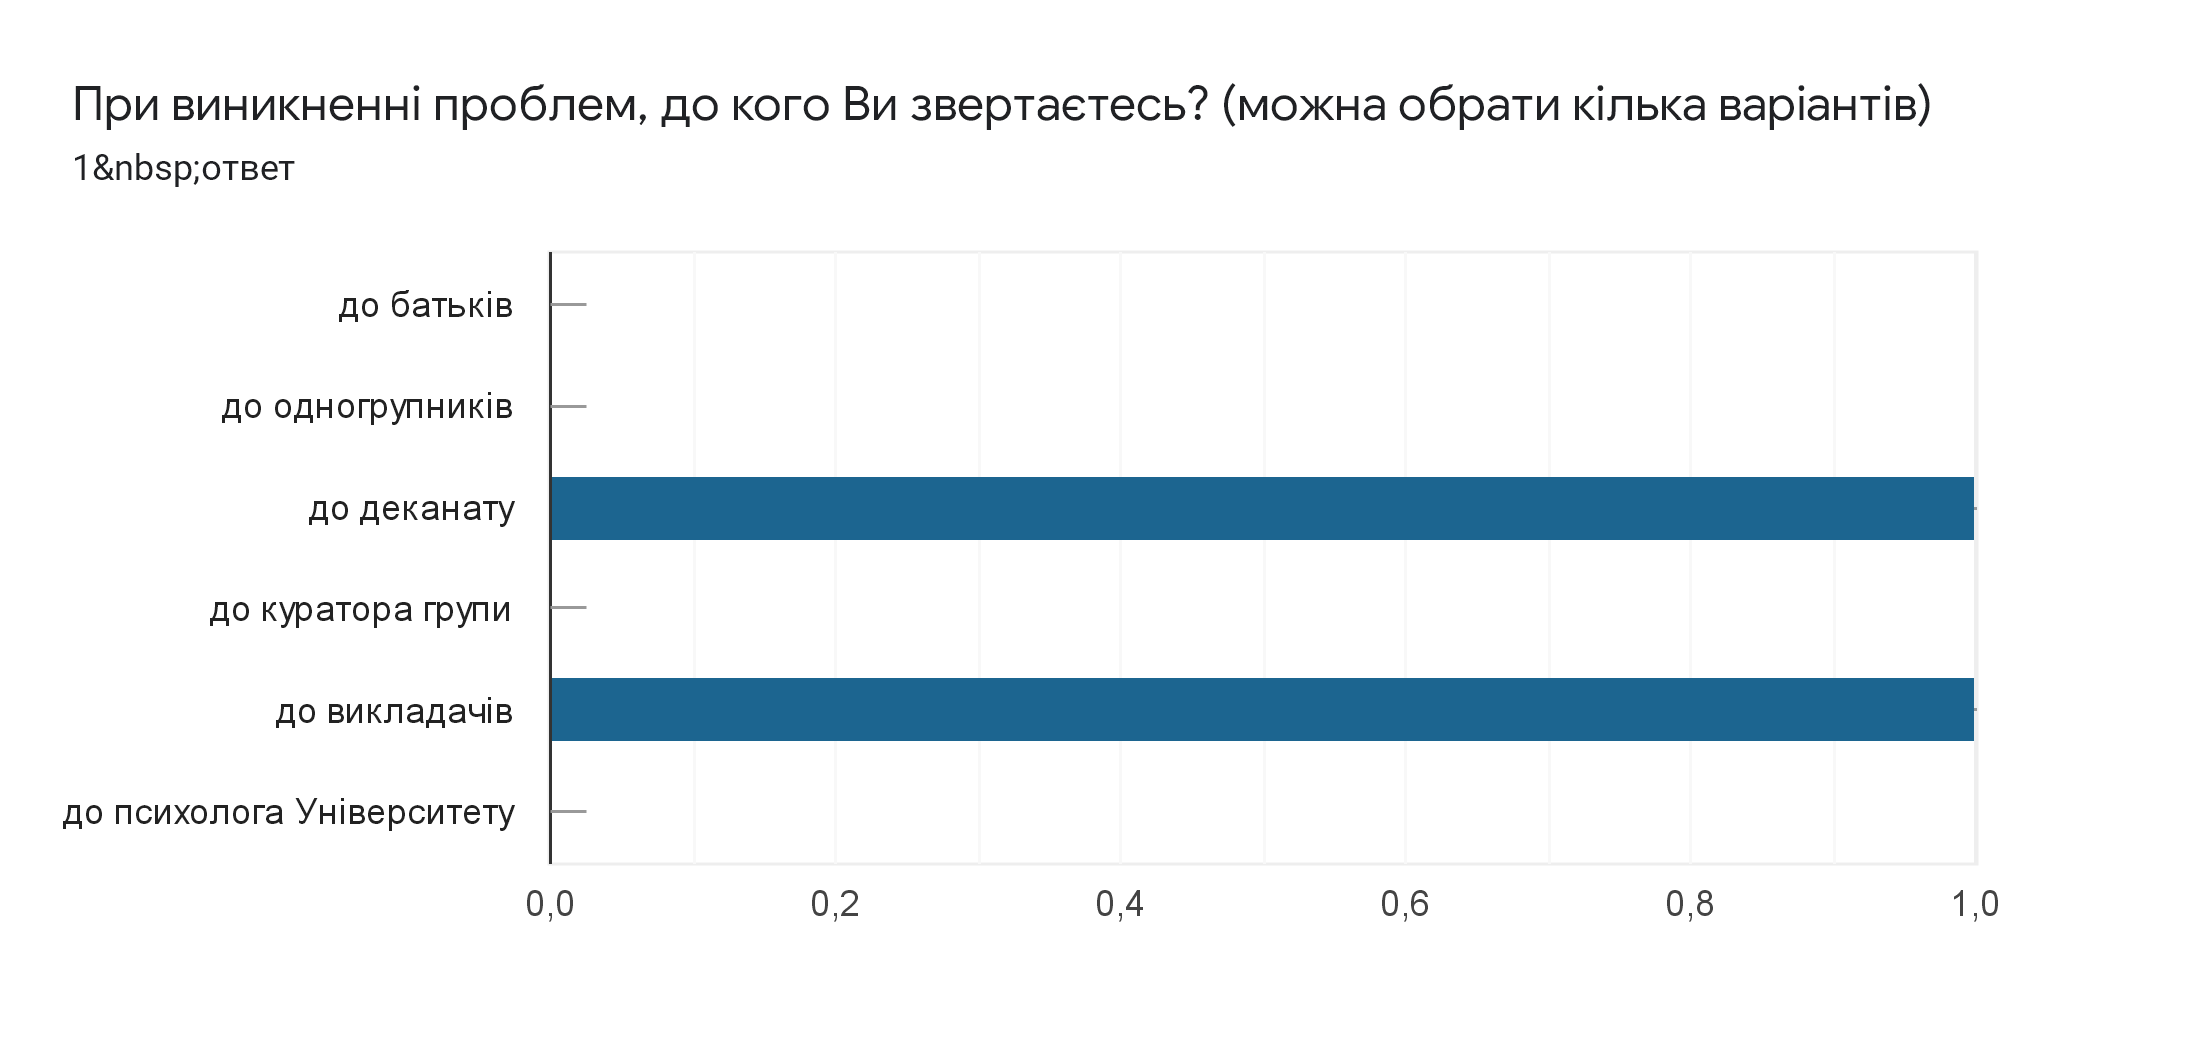 При виникненні проблем, до кого Ви звертаєтесь? (можна обрати кілька варіантів)
1&nbsp;ответ
до батьків
до одногрупників
до деканату
до куратора групи
до викладачів
до психолога Університету
0,0 0,2 0,4 0,6 0,8 1,0